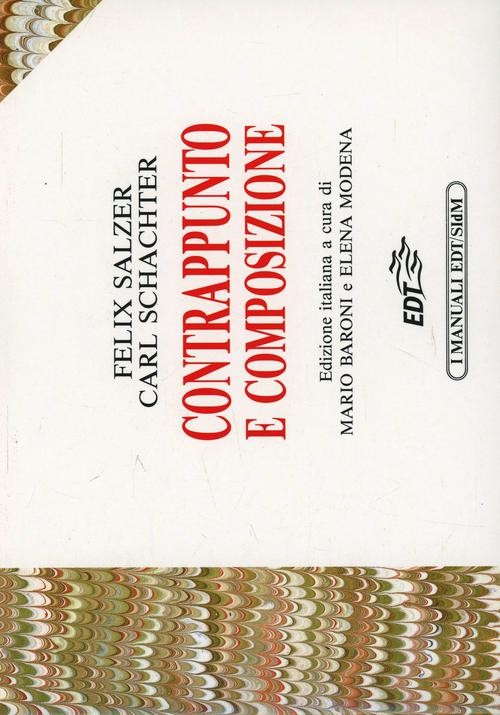 FELIX SALZER
CARL SCHACHTER
CONTRAPPUNTO
E COMPOSIZIONE
Edizione italiana a cura di
MARIO BARONI e ELENA MODENA
EDT
I MANUALI EDT/SIdM